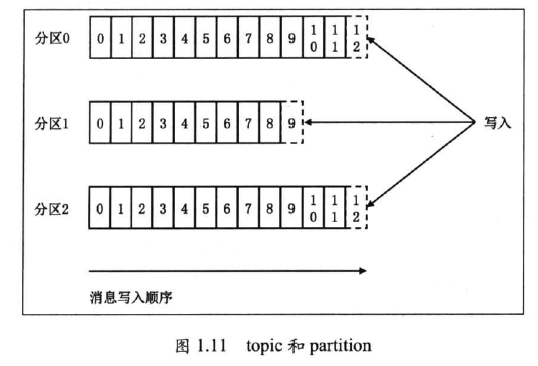 分区0 0 1 2 3 4 5 6 7 8 9 10 11 12
分区1 0 1 2 3 4 5 6 7 8 9
写入
分区2 0 1 2 3 4 5 6 7 8 9 10 11 12
消息写入顺序
图 1.11 topic 和 partition